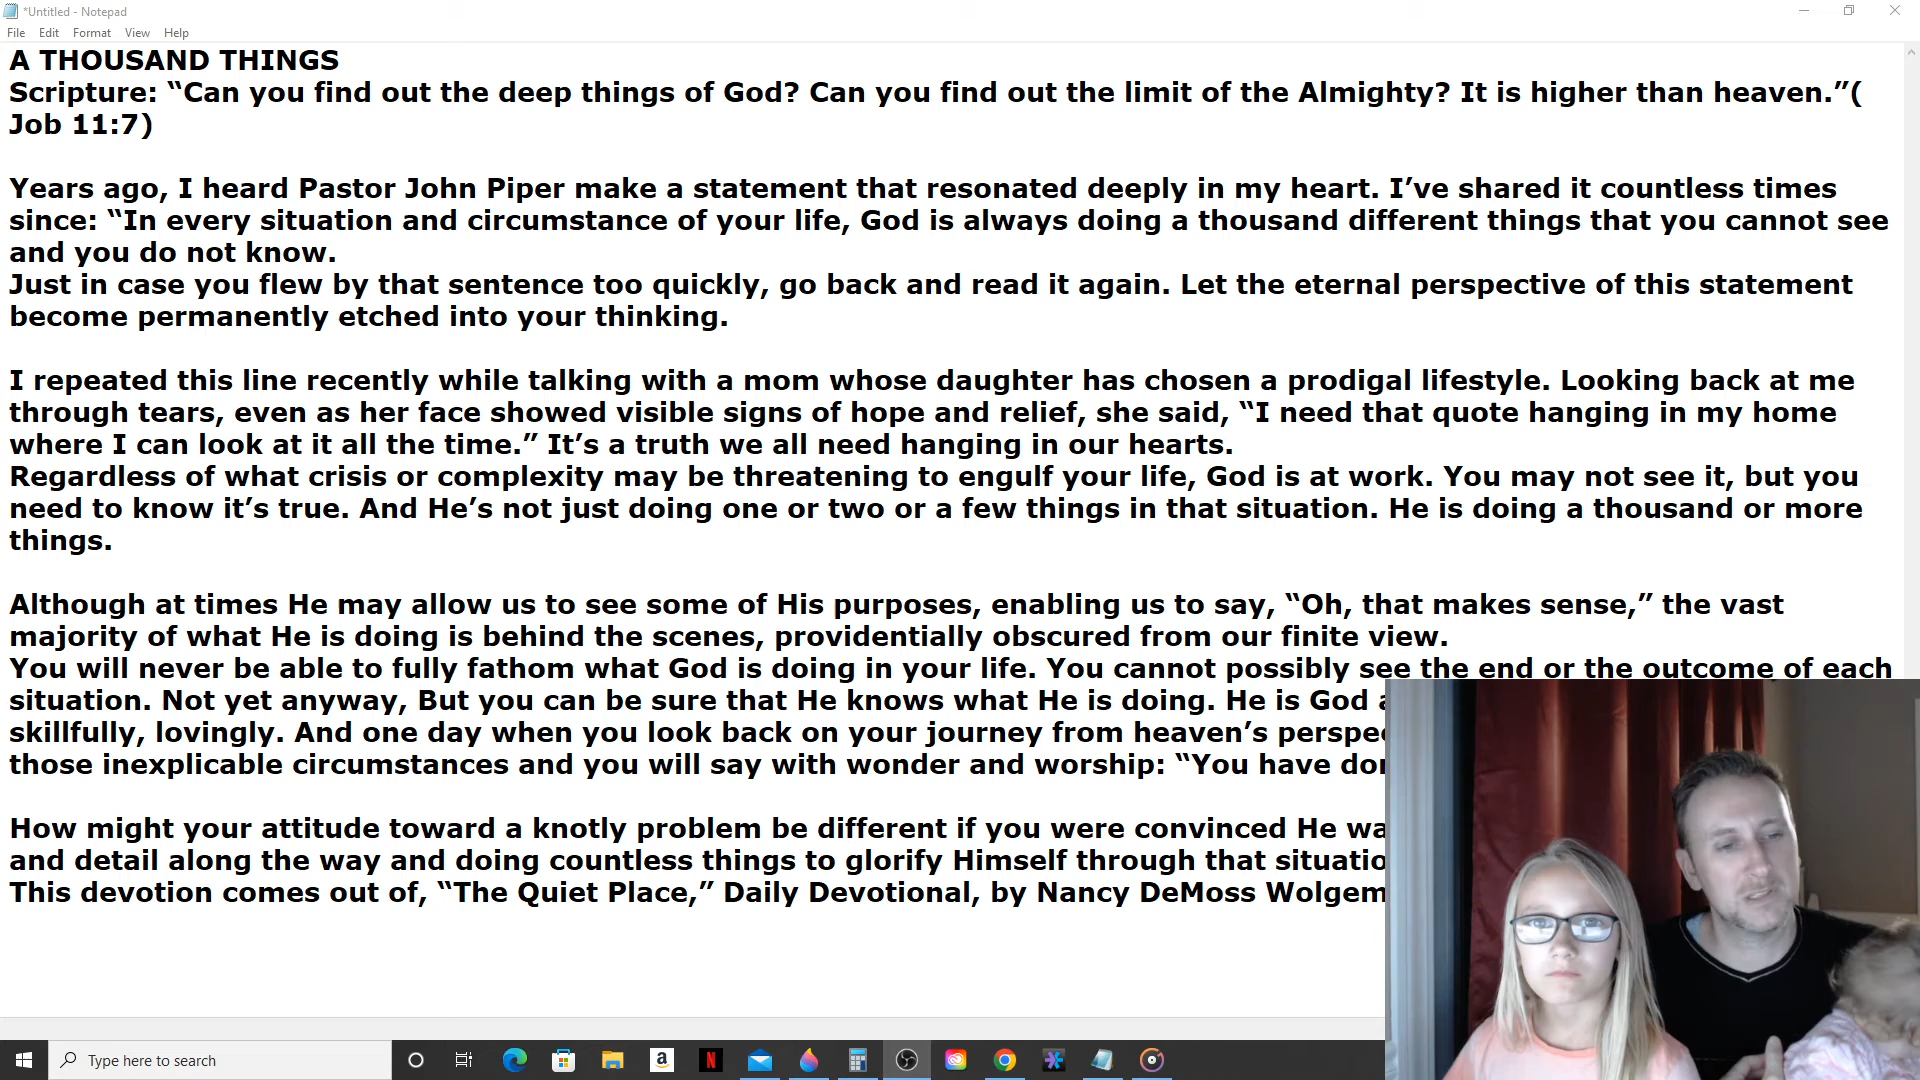 *Untitled - Notepad
File Edit Format View Help
A THOUSAND THINGS
Scripture: “Can you find out the deep things of God? Can you find out the limit of the Almighty? It is higher than heaven.”(
Job 11:7)
Years ago, I heard Pastor John Piper make a statement that resonated deeply in my heart. I’ve shared it countless times
since: “In every situation and circumstance of your life, God is always doing a thousand different things that you cannot see
and you do not know.
Just in case you flew by that sentence too quickly, go back and read it again. Let the eternal perspective of this statement
become permanently etched into your thinking.
I repeated this line recently while talking with a mom whose daughter has chosen a prodigal lifestyle. Looking back at me
through tears, even as her face showed visible signs of hope and relief, she said, “I need that quote hanging in my home
where I can look at it all the time.” It’s a truth we all need hanging in our hearts.
Regardless of what crisis or complexity may be threatening to engulf your life, God is at work. You may not see it, but you
need to know it’s true. And He’s not just doing one or two or a few things in that situation. He is doing a thousand or more
things.
Although at times He may allow us to see some of His purposes, enabling us to say, “Oh, that makes sense,” the vast
majority of what He is doing is behind the scenes, providentially obscured from our finite view.
You will never be able to fully fathom what God is doing in your life. You cannot possibly see the end or the outcome of each
situation. Not yet anyway, But you can be sure that He knows what He is doing. He is God
skillfully, lovingly. And one day when you look back on your journey from heaven’s
those inexplicable circumstances and you will say with wonder and worship: “You have
How might your attitude toward a knotly problem be different if you were convinced He
and detail along the way and doing countless things to glorify Himself through that
This devotion comes out of, “The Quiet Place,” Daily Devotional, by Nancy DeMoss
Type here to search